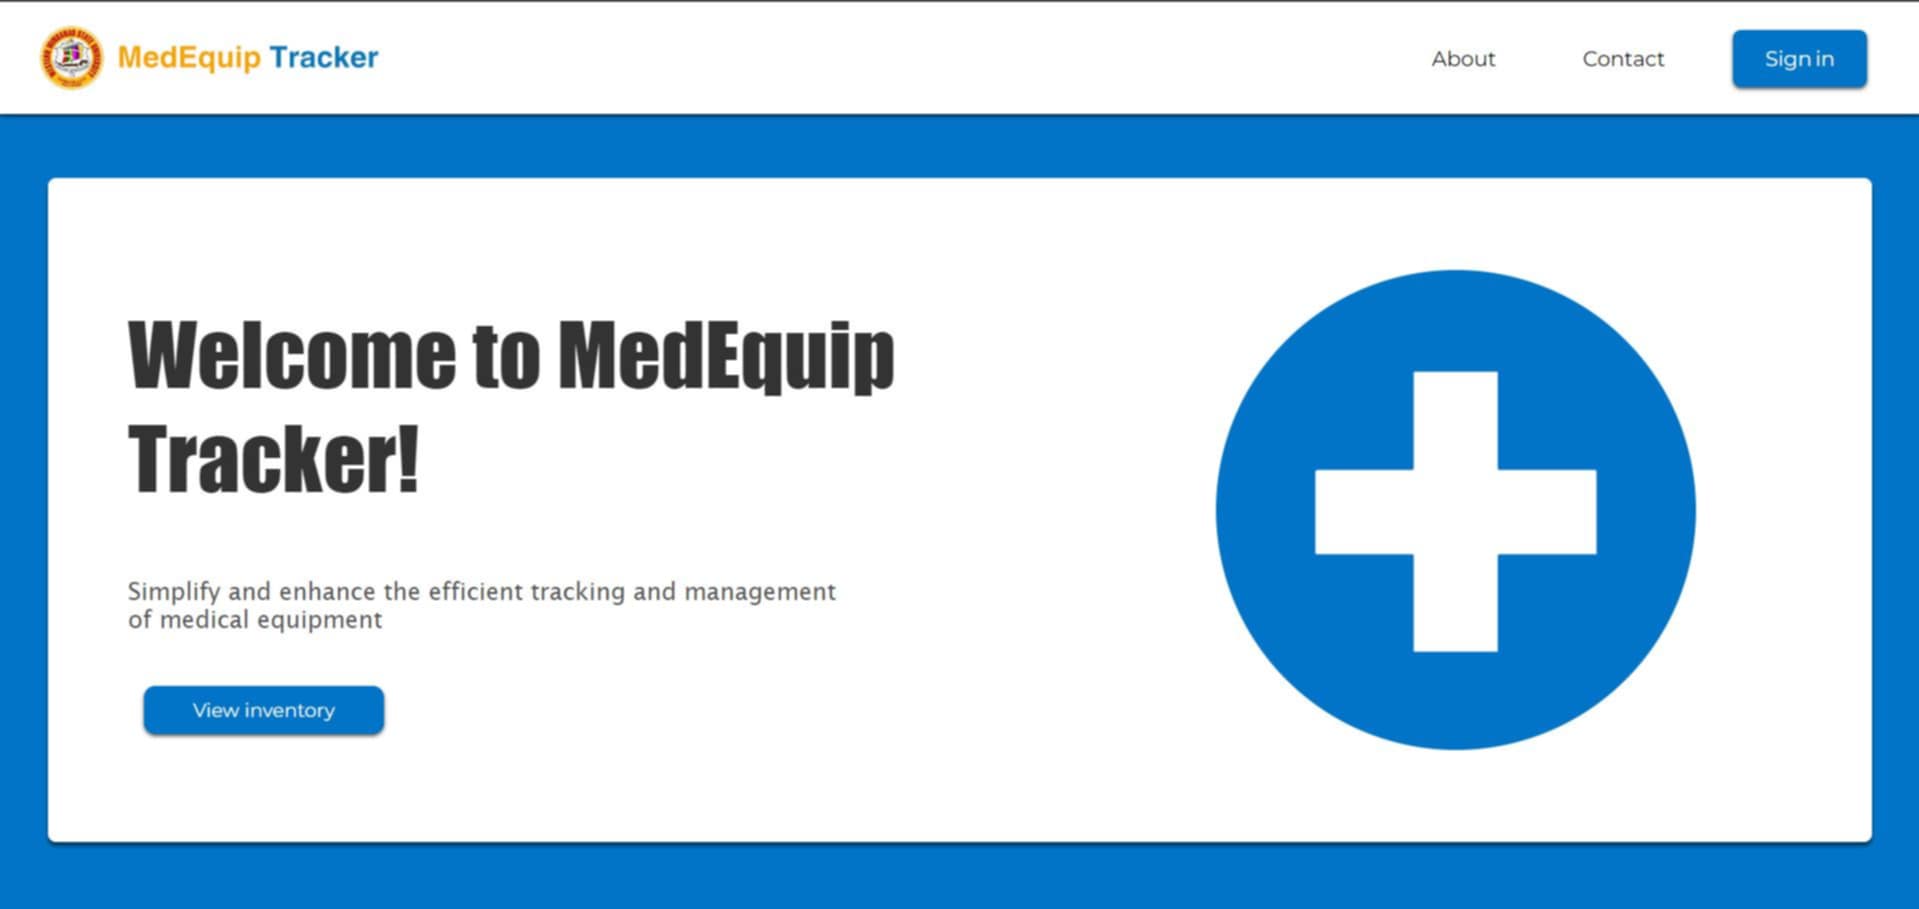 MedEquip Tracker
About
Contact
Sign in
Welcome to MedEquip
Tracker!
Simplify and enhance the efficient tracking and management
of medical equipment
View inventory